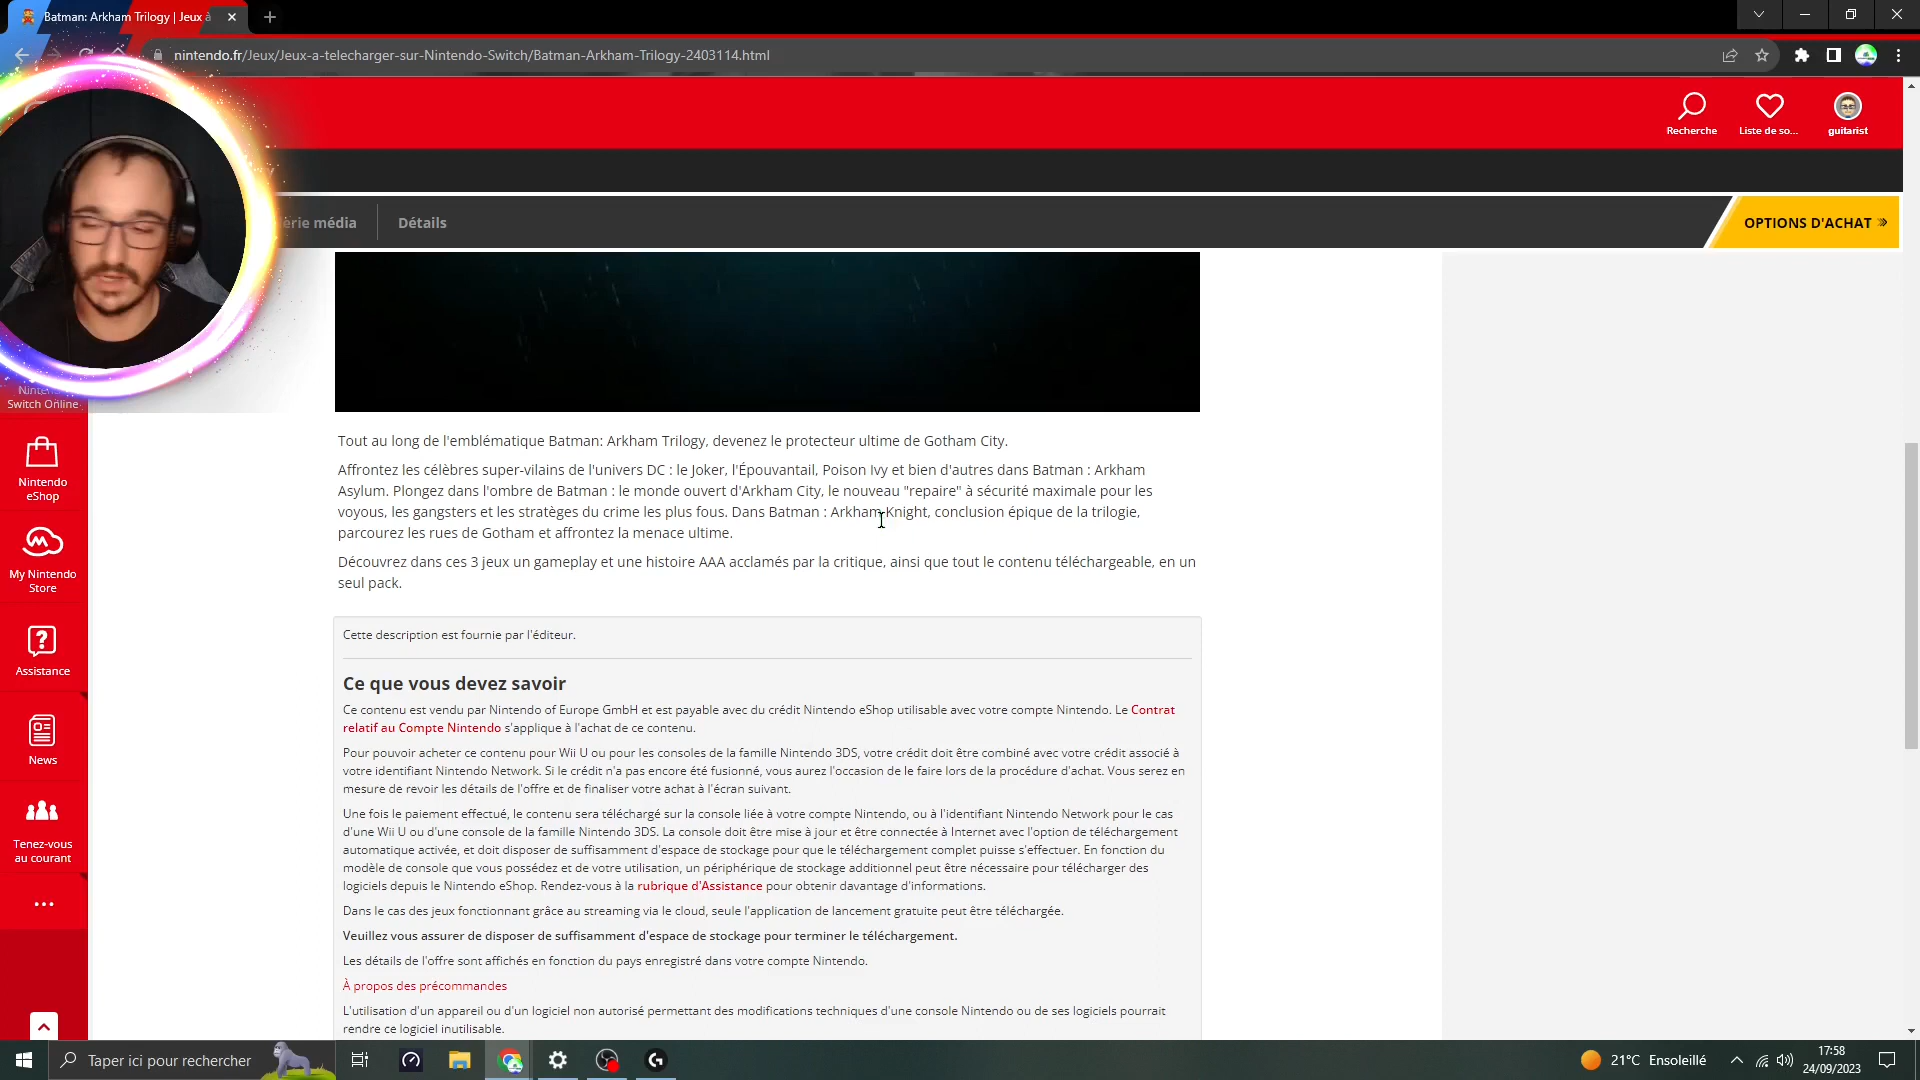 Batman: Arkham Trilogy | Jeux à
nintendo.fr/Jeux/Jeux-a-telecharger-sur-Nintendo-Switch/Batman-Arkham-Trilogy-2403114.html
Recherche
Liste de so...
guitarist
média
Détails
OPTIONS D'ACHAT
Switch Online
Nintendo
eShop
My Nintendo
Store
Assistance
News
Tenez-vous
au courant
Tout au long de l'emblématique Batman: Arkham Trilogy, devenez le protecteur ultime de Gotham City.
Affrontez les célèbres super-vilains de l'univers DC : le Joker, l'Épouvantail, Poison Ivy et bien d'autres dans Batman : Arkham
Asylum. Plongez dans l'ombre de Batman : le monde ouvert d'Arkham City, le nouveau "repaire" à sécurité maximale pour les
voyous, les gangsters et les stratèges du crime les plus fous. Dans Batman : Arkham Knight, conclusion épique de la trilogie,
parcourez les rues de Gotham et affrontez la menace ultime.
Découvrez dans ces 3 jeux un gameplay et une histoire AAA acclamés par la critique, ainsi que tout le contenu téléchargeable, en un
seul pack.
Cette description est fournie par l'éditeur.
Ce que vous devez savoir
Ce contenu est vendu par Nintendo of Europe GmbH et est payable avec du crédit Nintendo eShop utilisable avec votre compte Nintendo. Le Contrat
relatif au Compte Nintendo s'applique à l'achat de ce contenu.
Pour pouvoir acheter ce contenu pour Wii U ou pour les consoles de la famille Nintendo 3DS, votre crédit doit être combiné avec votre crédit associé à
votre identifiant Nintendo Network. Si le crédit n'a pas encore été fusionné, vous aurez l'occasion de le faire lors de la procédure d'achat. Vous serez en
mesure de revoir les détails de l'offre et de finaliser votre achat à l'écran suivant.
Une fois le paiement effectué, le contenu sera téléchargé sur la console liée à votre compte Nintendo, ou à l'identifiant Nintendo Network pour le cas
d'une Wii U ou d'une console de la famille Nintendo 3DS. La console doit être mise à jour et être connectée à Internet avec l'option de téléchargement
automatique activée, et doit disposer de suffisamment d'espace de stockage pour que le téléchargement complet puisse s'effectuer. En fonction du
modèle de console que vous possédez et de votre utilisation, un périphérique de stockage additionnel peut être nécessaire pour télécharger des
logiciels depuis le Nintendo eShop. Rendez-vous à la rubrique d'Assistance pour obtenir davantage d'informations.
Dans le cas des jeux fonctionnant grâce au streaming via le cloud, seule l'application de lancement gratuite peut être téléchargée.
Veuillez vous assurer de disposer de suffisamment d'espace de stockage pour terminer le téléchargement.
Les détails de l'offre sont affichés en fonction du pays enregistré dans votre compte Nintendo.
À propos des précommandes
L'utilisation d'un appareil ou d'un logiciel non autorisé permettant des modifications techniques d'une console Nintendo ou de ses logiciels pourrait
rendre ce logiciel inutilisable.
Taper ici pour rechercher
21°C Ensoleillé
17:58
24/09/2023